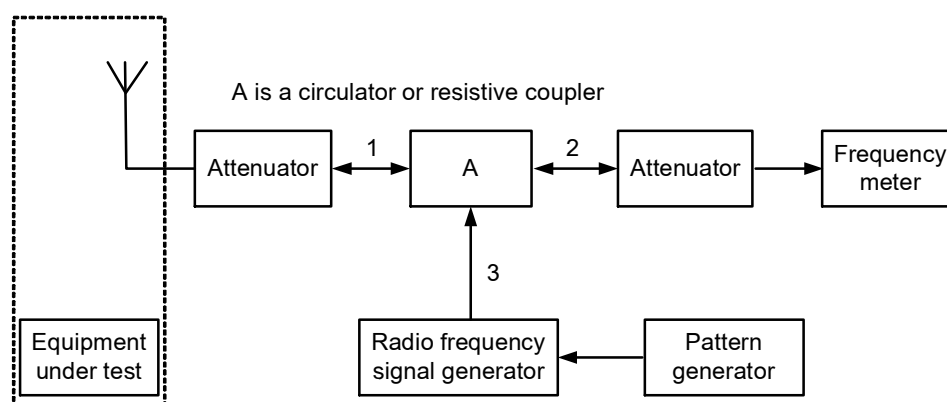 A is a circulator or resistive coupler
Attenuator
1
A
2
Attenuator
Frequency
meter
3
Equipment
under test
Radio frequency
signal generator
Pattern
generator